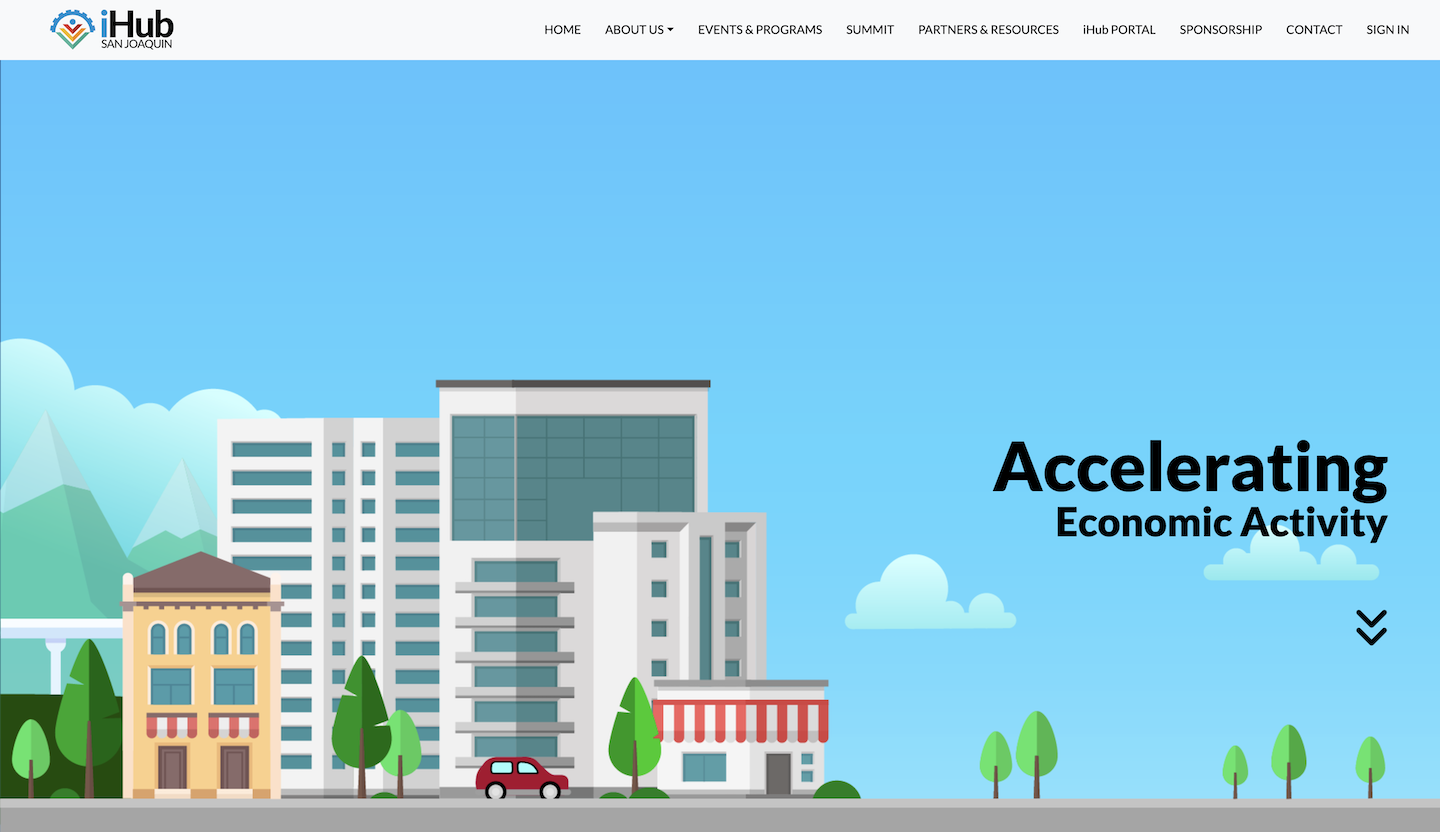 iHub
SAN JOAQUIN
HOME ABOUT US EVENTS & PROGRAMS SUMMIT PARTNERS & RESOURCES iHub PORTAL SPONSORSHIP CONTACT SIGN IN
Accelerating
Economic Activity